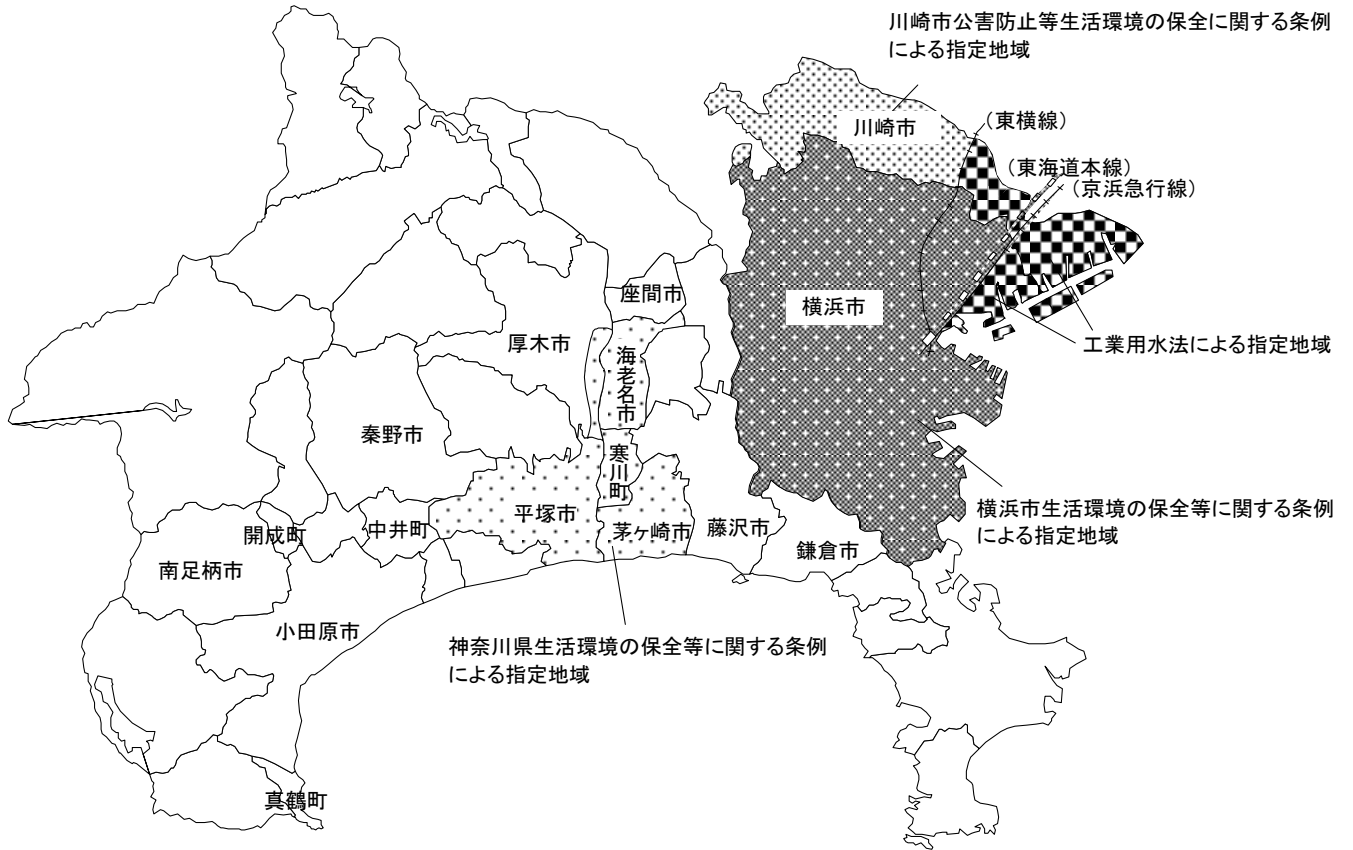 川崎市公害防止等生活環境の保全に関する条例
による指定地域
川崎市
（東横線）
（東海道本線）
（京浜急行線）
座間市
横浜市
厚木市
工業用水法による指定地域
海老名市
秦野市
寒川町
平塚市
横浜市生活環境の保全等に関する条例
による指定地域
開成町
中井町
茅ヶ崎市
藤沢市
鎌倉市
南足柄市
小田原市
神奈川県生活環境の保全等に関する条例
による指定地域
真鶴町